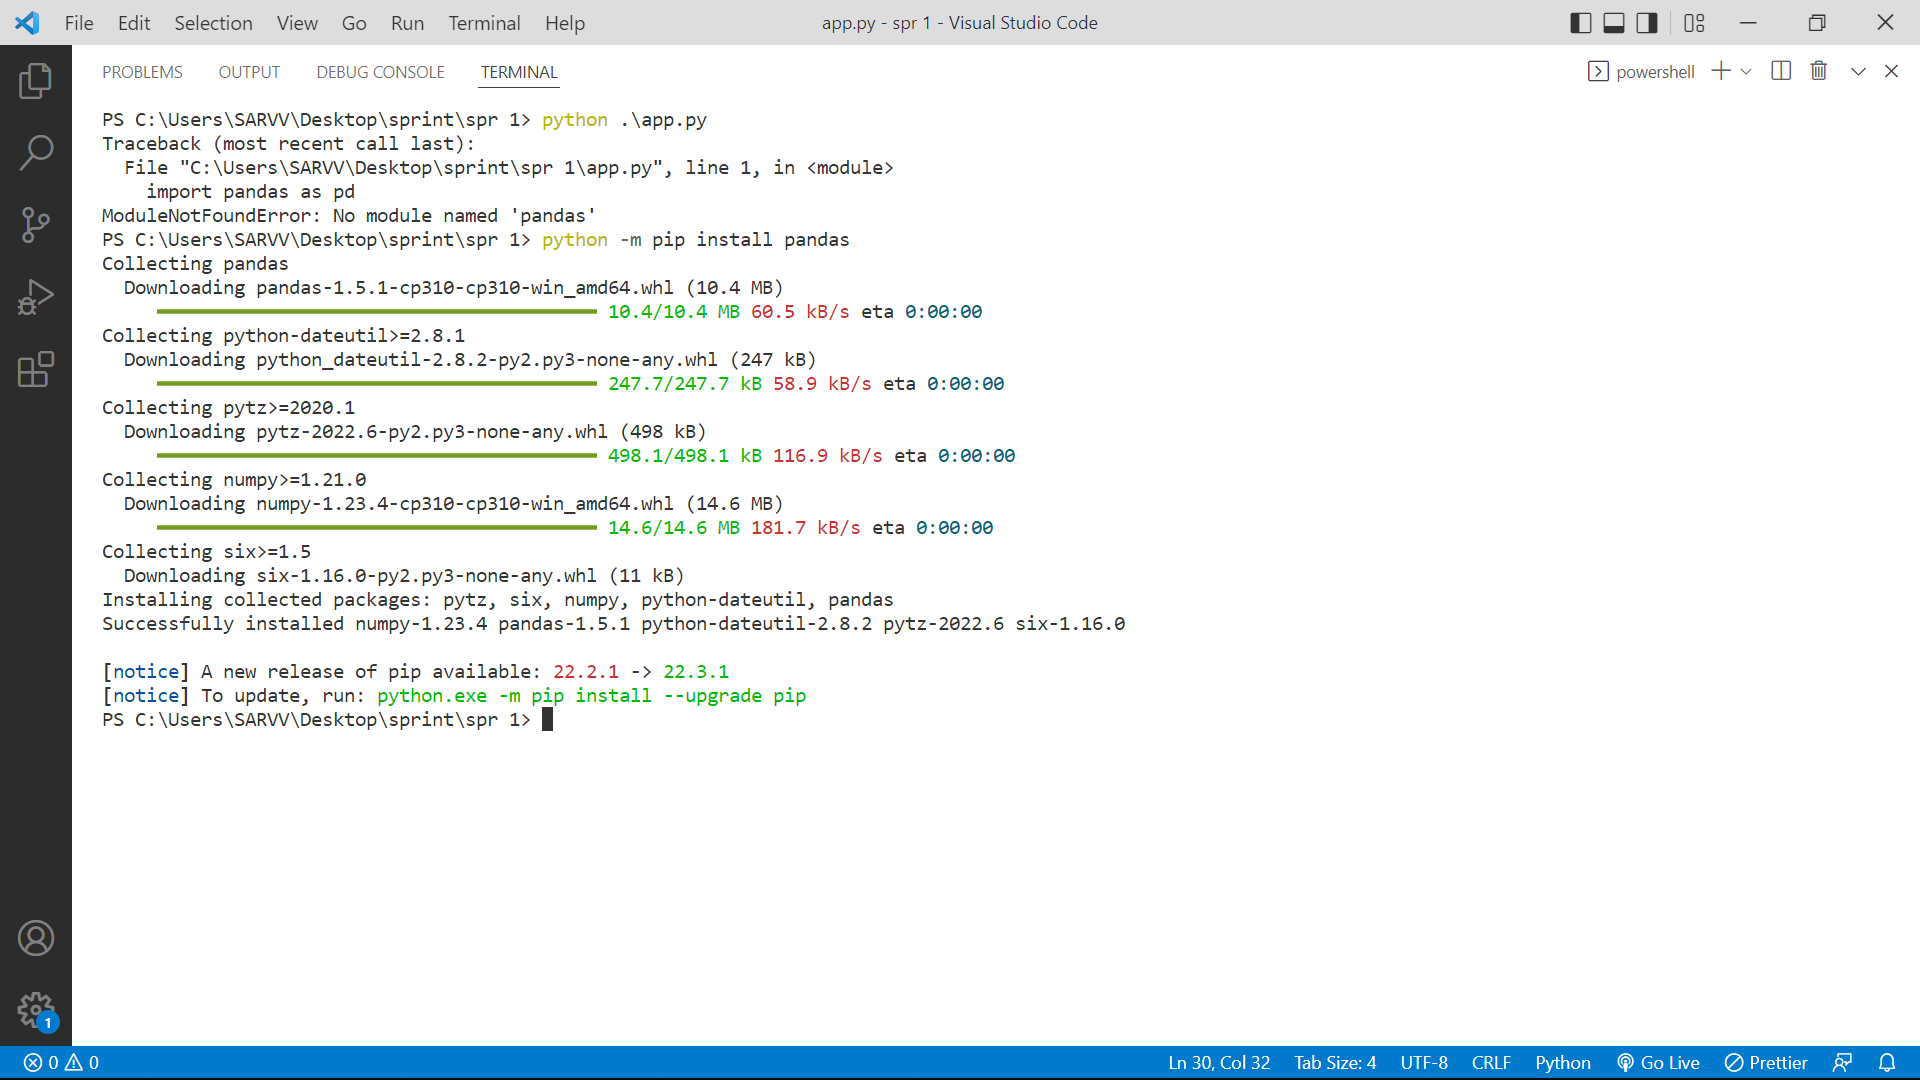 File Edit Selection View Go Run Terminal Help
app.py - spr 1 - Visual Studio Code
PROBLEMS OUTPUT DEBUG CONSOLE TERMINAL
powershell
PS C:\Users\SARVV\Desktop\sprint\spr 1> python .\app.py
Traceback (most recent call last):
  File "C:\Users\SARVV\Desktop\sprint\spr 1\app.py", line 1, in <module>
    import pandas as pd
ModuleNotFoundError: No module named 'pandas'
PS C:\Users\SARVV\Desktop\sprint\spr 1> python -m pip install pandas
Collecting pandas
  Downloading pandas-1.5.1-cp310-cp310-win_amd64.whl (10.4 MB)
10.4/10.4 MB 60.5 kB/s eta 0:00:00
Collecting python-dateutil>=2.8.1
  Downloading python_dateutil-2.8.2-py2.py3-none-any.whl (247 kB)
247.7/247.7 kB 58.9 kB/s eta 0:00:00
Collecting pytz>=2020.1
  Downloading pytz-2022.6-py2.py3-none-any.whl (498 kB)
498.1/498.1 kB 116.9 kB/s eta 0:00:00
Collecting numpy>=1.21.0
  Downloading numpy-1.23.4-cp310-cp310-win_amd64.whl (14.6 MB)
14.6/14.6 MB 181.7 kB/s eta 0:00:00
Collecting six>=1.5
  Downloading six-1.16.0-py2.py3-none-any.whl (11 kB)
Installing collected packages: pytz, six, numpy, python-dateutil, pandas
Successfully installed numpy-1.23.4 pandas-1.5.1 python-dateutil-2.8.2 pytz-2022.6 six-1.16.0
[notice] A new release of pip available: 22.2.1 -> 22.3.1
[notice] To update, run: python.exe -m pip install --upgrade pip
PS C:\Users\SARVV\Desktop\sprint\spr 1>
1
0 0 Ln 30, Col 32 Tab Size: 4 UTF-8 CRLF Python Go Live Prettier